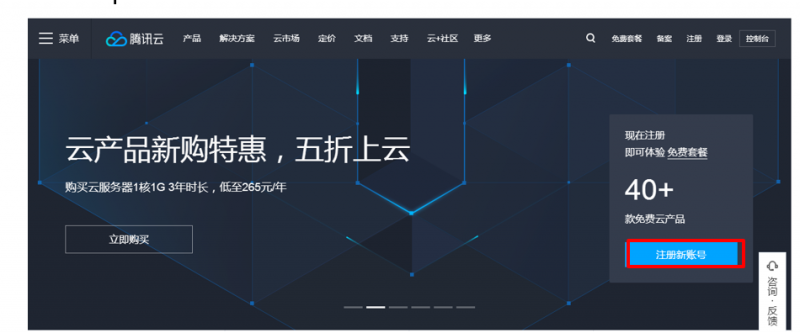 菜单 腾讯云 产品 解决方案 云市场 定价 文档 支持 云+社区 更多 免费套餐 备案 注册 登录 控制台
云产品新购特惠，五折上云
购买云服务器1核1G 3年时长，低至265元/年
立即购买
现在注册
即可体验 免费套餐
40+
款免费云产品
注册新账号
咨询·反馈